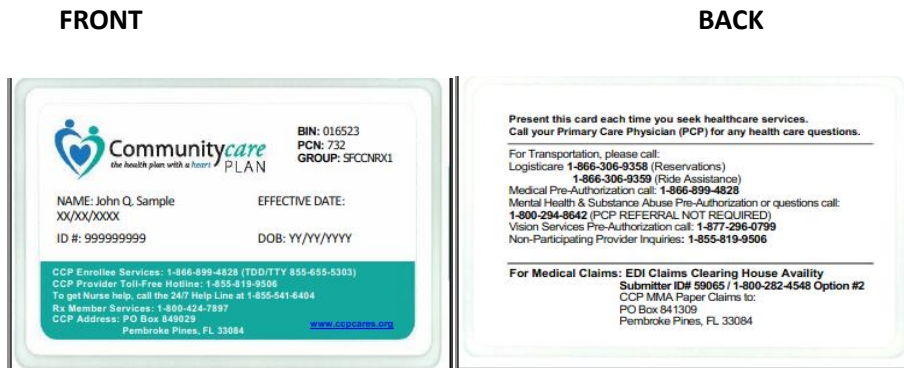 FRONT
BACK
Communitycare
the health plan with a heart PLAN
BIN: 016523
PCN: 732
GROUP: SFCCNRX1
NAME: John Q. Sample
EFFECTIVE DATE:
XX/XX/XXXX
ID #: 999999999
DOB: YY/YY/YYYY
CCP Enrollee Services: 1-866-899-4828 (TDD/TTY 855-655-5303)
CCP Provider Toll-Free Hotline: 1-855-819-9506
To get Nurse help, call the 24/7 Help Line at 1-855-541-6404
Rx Member Services: 1-800-424-7897
CCP Address: PO Box 849029
Pembroke Pines, FL 33084
www.ccpcares.org
Present this card each time you seek healthcare services.
Call your Primary Care Physician (PCP) for any health care questions.
For Transportation, please call:
Logisticare 1-866-306-9358 (Reservations)
1-866-306-9359 (Ride Assistance)
Medical Pre-Authorization call: 1-866-899-4828
Mental Health & Substance Abuse Pre-Authorization or questions call:
1-800-294-8642 (PCP REFERRAL NOT REQUIRED)
Vision Services Pre-Authorization call: 1-877-296-0799
Non-Participating Provider Inquiries: 1-855-819-9506
For Medical Claims: EDI Claims Clearing House Availity
Submitter ID# 59065 / 1-800-282-4548 Option #2
CCP MMA Paper Claims to:
PO Box 841309
Pembroke Pines, FL 33084